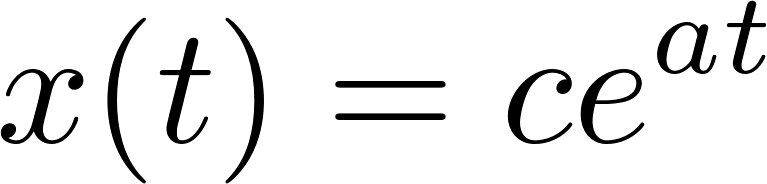 x(t) = ce^{at}